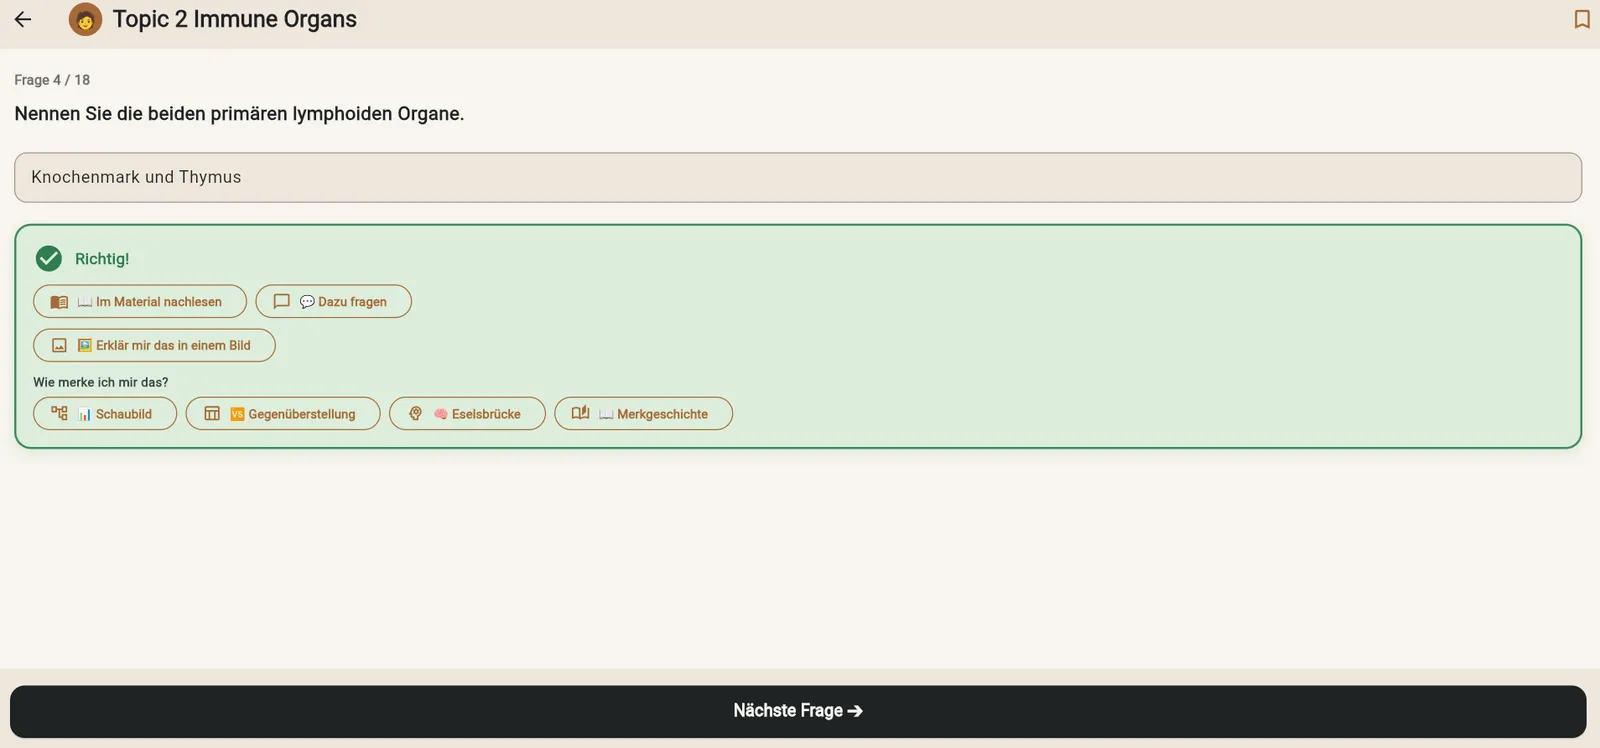 Topic 2 Immune Organs
Frage 4 / 18
Nennen Sie die beiden primären lymphoiden Organe.
Knochenmark und Thymus
Richtig!
📖 Im Material nachlesen
💬 Dazu fragen
🖼️ Erklär mir das in einem Bild
Wie merke ich mir das?
📊 Schaubild
🆚 Gegenüberstellung
🧠 Eselsbrücke
📖 Merkgeschichte
Nächste Frage →